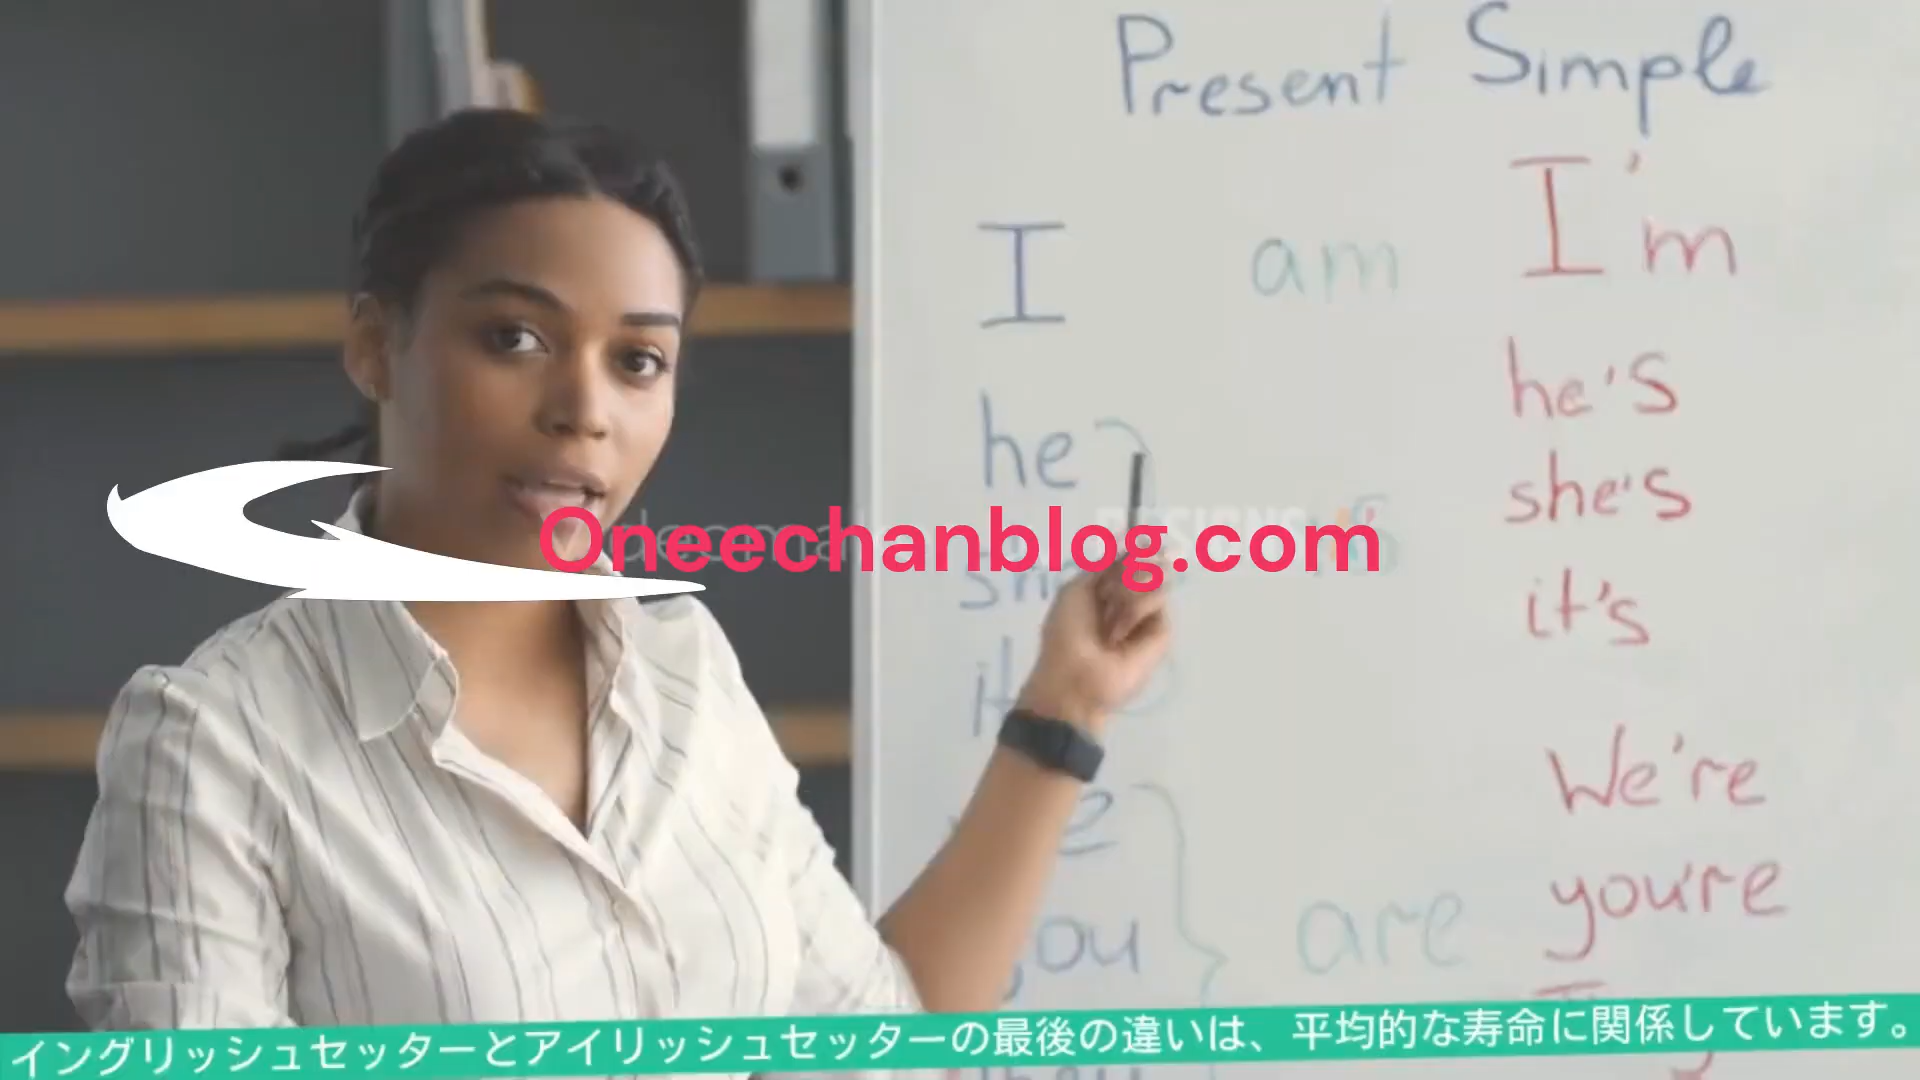 Present Simple
I am I'm
he he's
she's
Oneechanblog.com
it's
We're
you are you're
イングリッシュセッターとアイリッシュセッターの最後の違いは、平均的な寿命に関係しています。